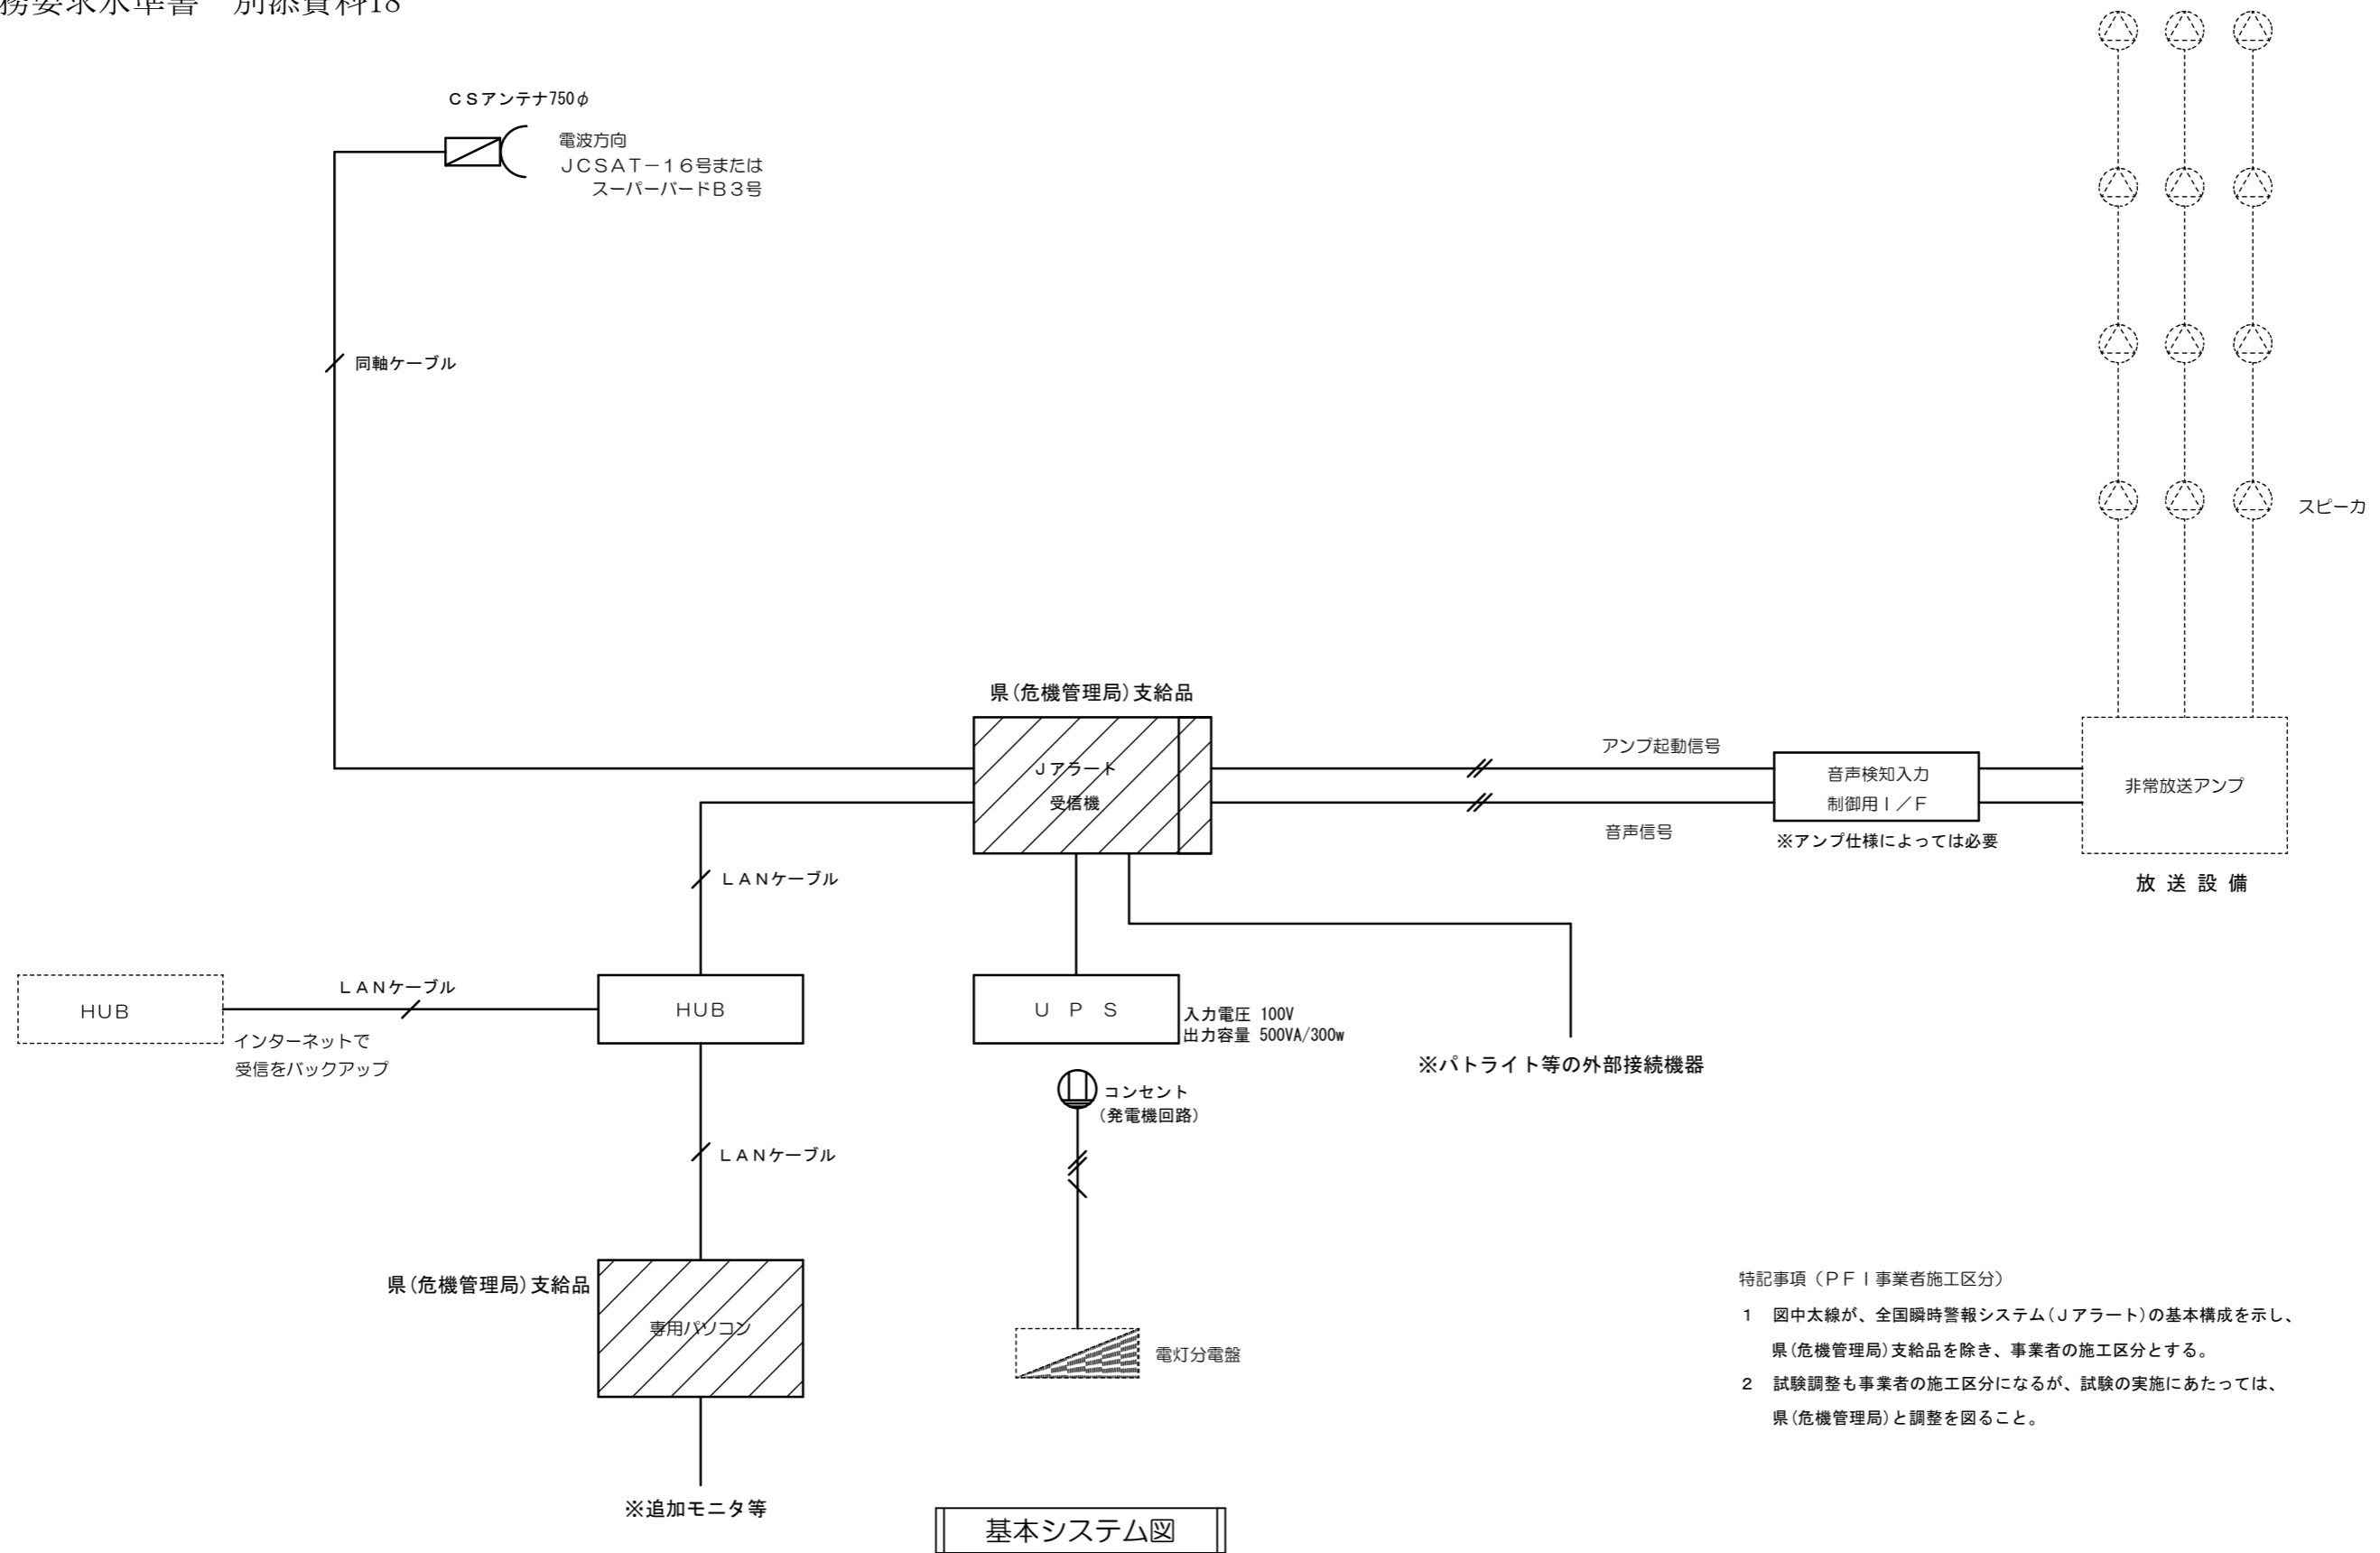 務要求水準書 別添資料18
CSアンテナ750φ
電波方向
JCSAT-16号または
スーパーバードB3号
同軸ケーブル
スピーカ
県(危機管理局)支給品
Jアラート
受信機
アンプ起動信号
音声信号
音声検知入力
制御用I/F
※アンプ仕様によっては必要
非常放送アンプ
放送設備
LANケーブル
HUB
LANケーブル
インターネットで
受信をバックアップ
HUB
UPS
入力電圧 100V
出力容量 500VA/300w
※パトライト等の外部接続機器
コンセント
(発電機回路)
LANケーブル
県(危機管理局)支給品
専用パソコン
電灯分電盤
※追加モニタ等
特記事項(PFI事業者施工区分)
1 図中太線が、全国瞬時警報システム(Jアラート)の基本構成を示し、
県(危機管理局)支給品を除き、事業者の施工区分とする。
2 試験調整も事業者の施工区分になるが、試験の実施にあたっては、
県(危機管理局)と調整を図ること。
基本システム図